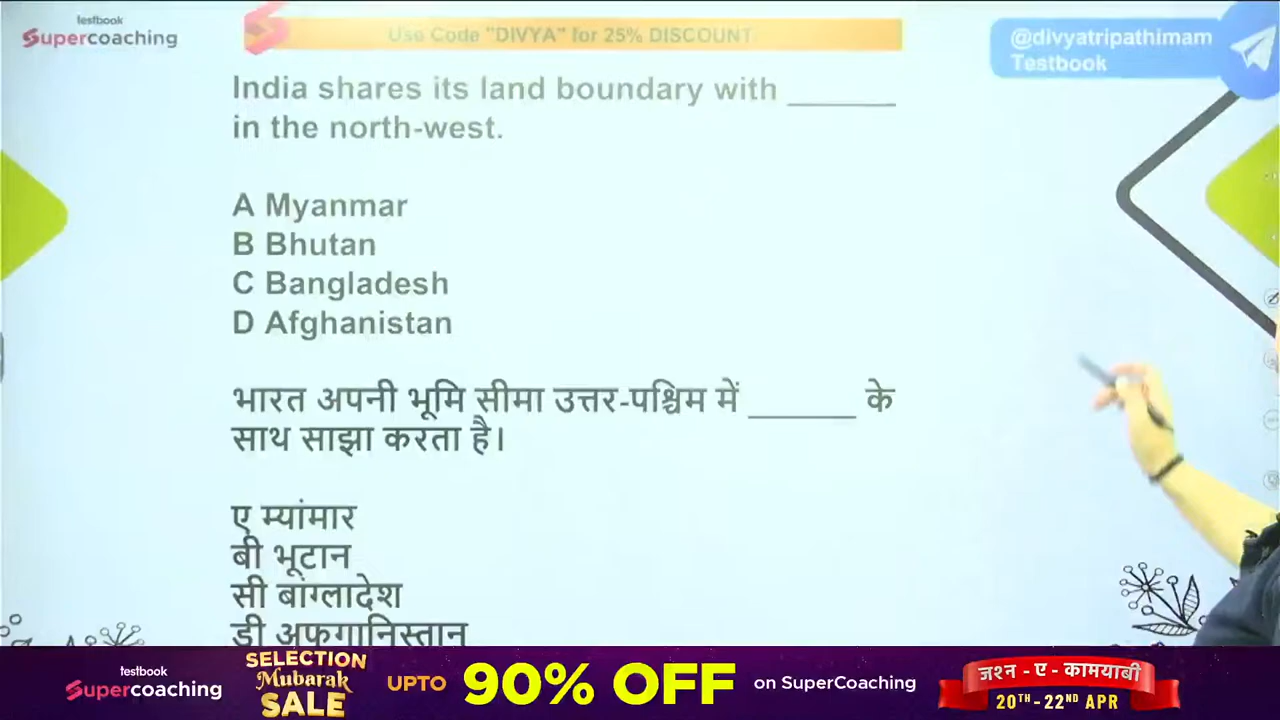 testbook
Supercoaching
Use Code "DIVYA" for 25% DISCOUNT
@divyatripathimam
Testbook
India shares its land boundary with ______
in the north-west.
A Myanmar
B Bhutan
C Bangladesh
D Afghanistan
भारत अपनी भूमि सीमा उत्तर-पश्चिम में ______ के
साथ साझा करता है।
ए म्यांमार
बी भूटान
सी बांग्लादेश
डी अफगानिस्तान
testbook
Supercoaching
SELECTION
Mubarak
SALE
UPTO 90% OFF on SuperCoaching
जश्न - ए - कामयाबी
20TH - 22ND APR